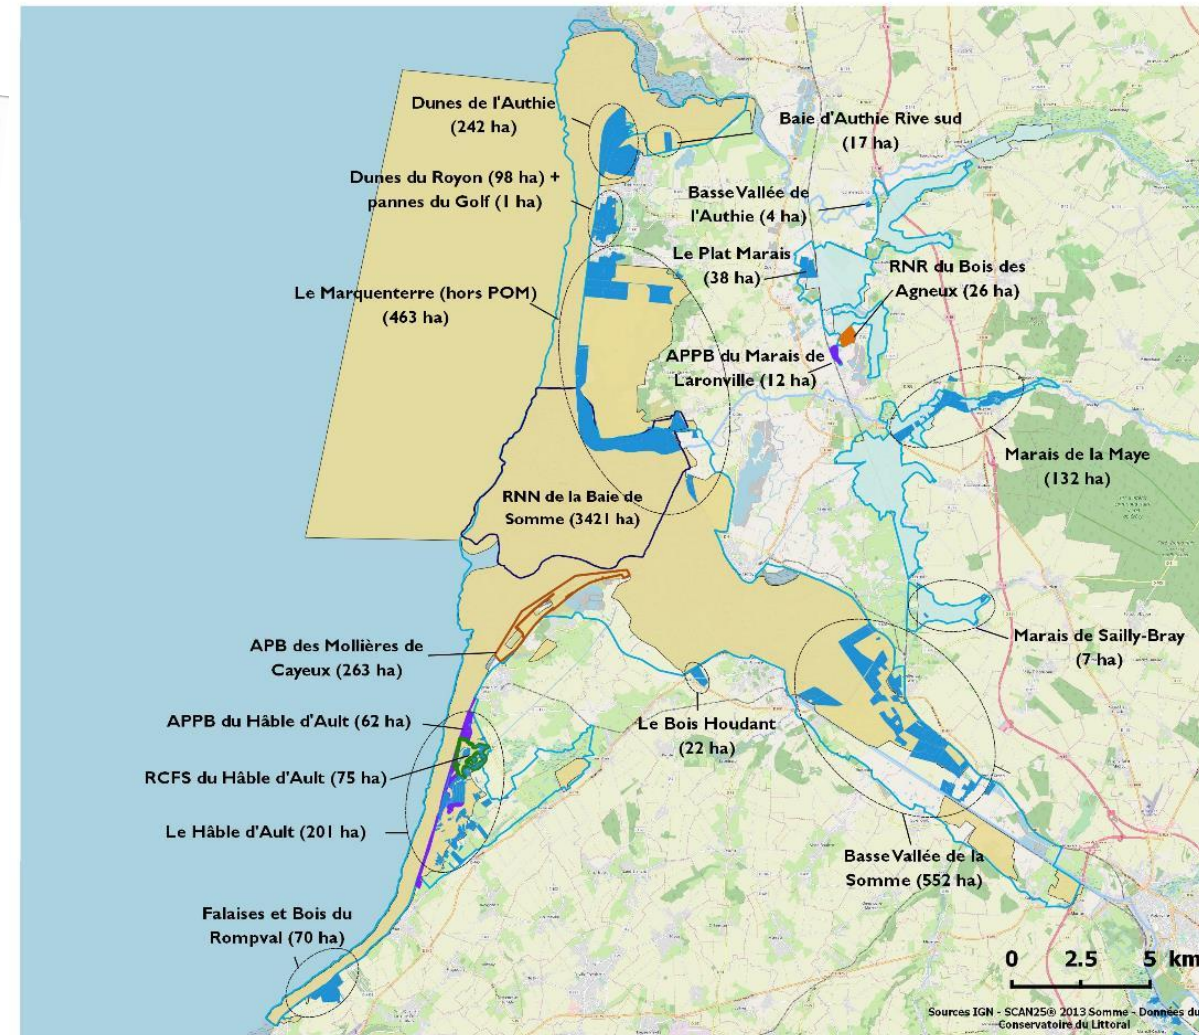 Dunes de l'Authie
(242 ha)
Baie d'Authie Rive sud
(17 ha)
Dunes du Royon (98 ha) +
pannes du Golf (1 ha)
Basse Vallée de
l'Authie (4 ha)
Le Plat Marais
(38 ha)
RNR du Bois des
Agneux (26 ha)
Le Marquenterre (hors POM)
(463 ha)
APPB du Marais de
Laronville (12 ha)
Marais de la Maye
(132 ha)
RNN de la Baie de
Somme (3421 ha)
APB des Mollières de
Cayeux (263 ha)
Marais de Sailly-Bray
(7 ha)
APPB du Hâble d'Ault (62 ha)
Le Bois Houdant
(22 ha)
RCFS du Hâble d'Ault (75 ha)
Le Hâble d'Ault (201 ha)
Basse Vallée de la
Somme (552 ha)
Falaises et Bois du
Rompval (70 ha)
0 2.5 5 km
Sources IGN - SCAN25® 2013 Somme - Données du
Conservatoire du Littoral